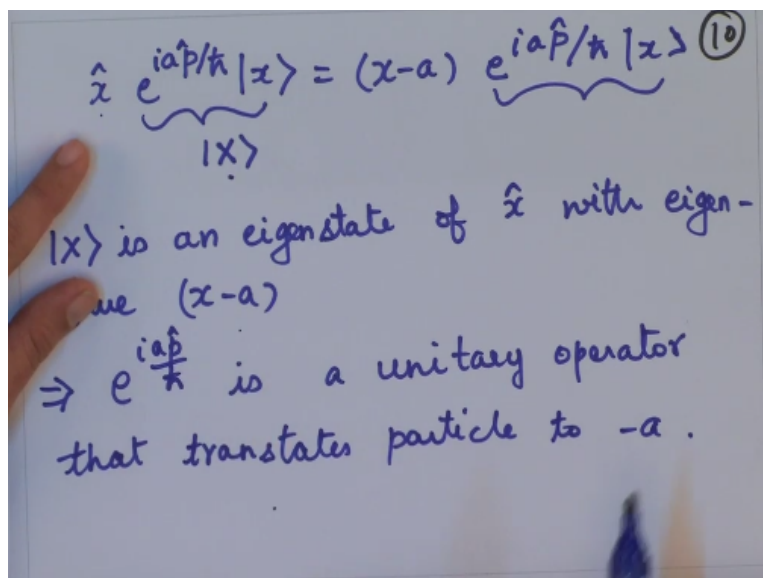 x̂ e^{iap̂/ħ} |x⟩ = (x-a) e^{iap̂/ħ} |x⟩ 10
|X⟩
|X⟩ is an eigenstate of x̂ with eigen-
ue (x-a)
⇒ e^{iap̂/ħ} is a unitary operator
that translates particle to -a .